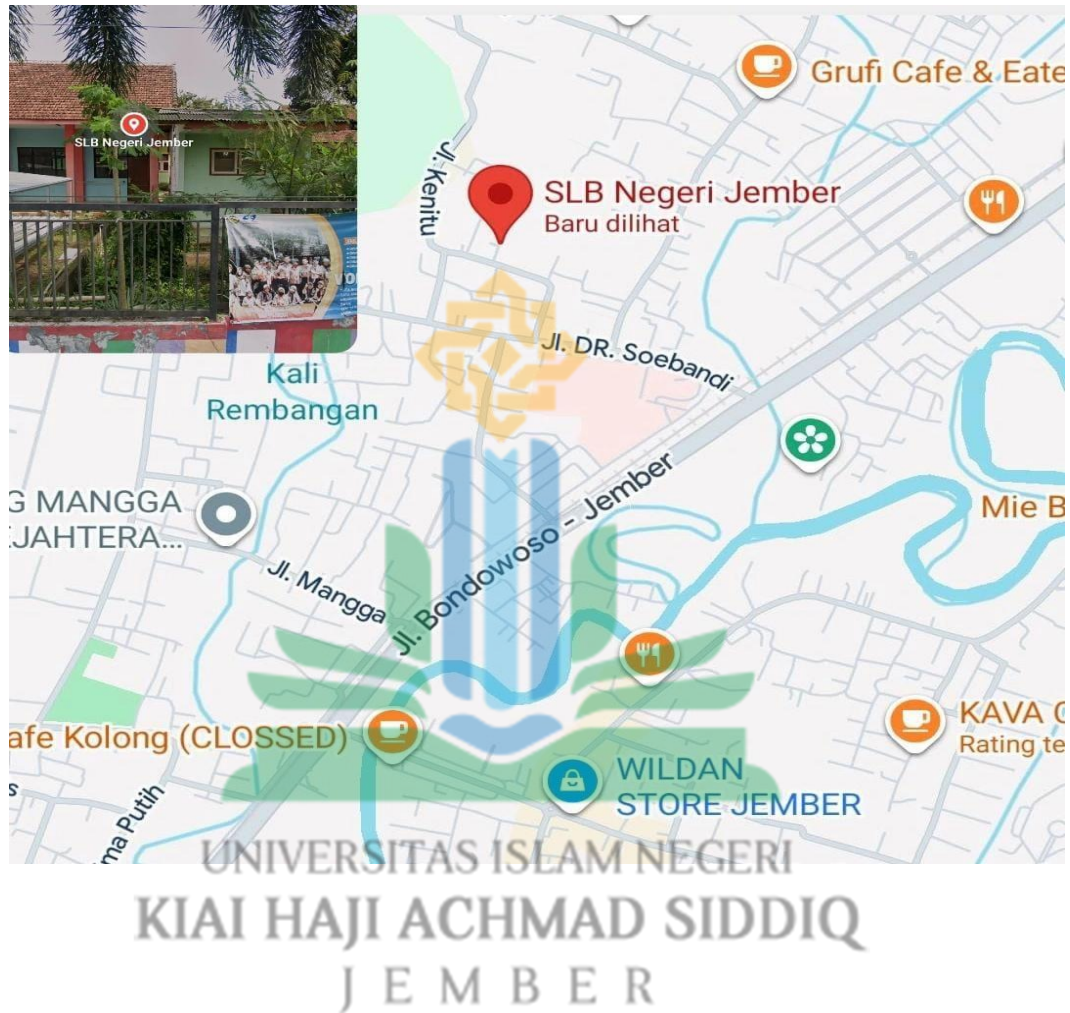 SLB Negeri Jember
Grufi Cafe & Eate
Jl. Kenitu
SLB Negeri Jember
Baru dilihat
Jl. DR. Soebandi
Kali
Rembangan
G MANGGA
JAHTERA...
Mie B
Jl. Bondowoso - Jember
Jl. Mangga
afe Kolong (CLOSSED)
KAVA
Rating te
WILDAN
STORE JEMBER
ma Putih
UNIVERSITAS ISLAM NEGERI
KIAI HAJI ACHMAD SIDDIQ
JEMBER